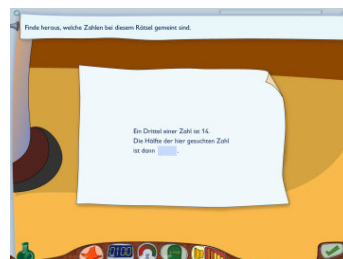 Finde heraus, welche Zahlen bei diesem Rätsel gemeint sind.
Ein Drittel einer Zahl ist 14.
Die Hälfte der hier gesuchten Zahl
ist dann .
0100